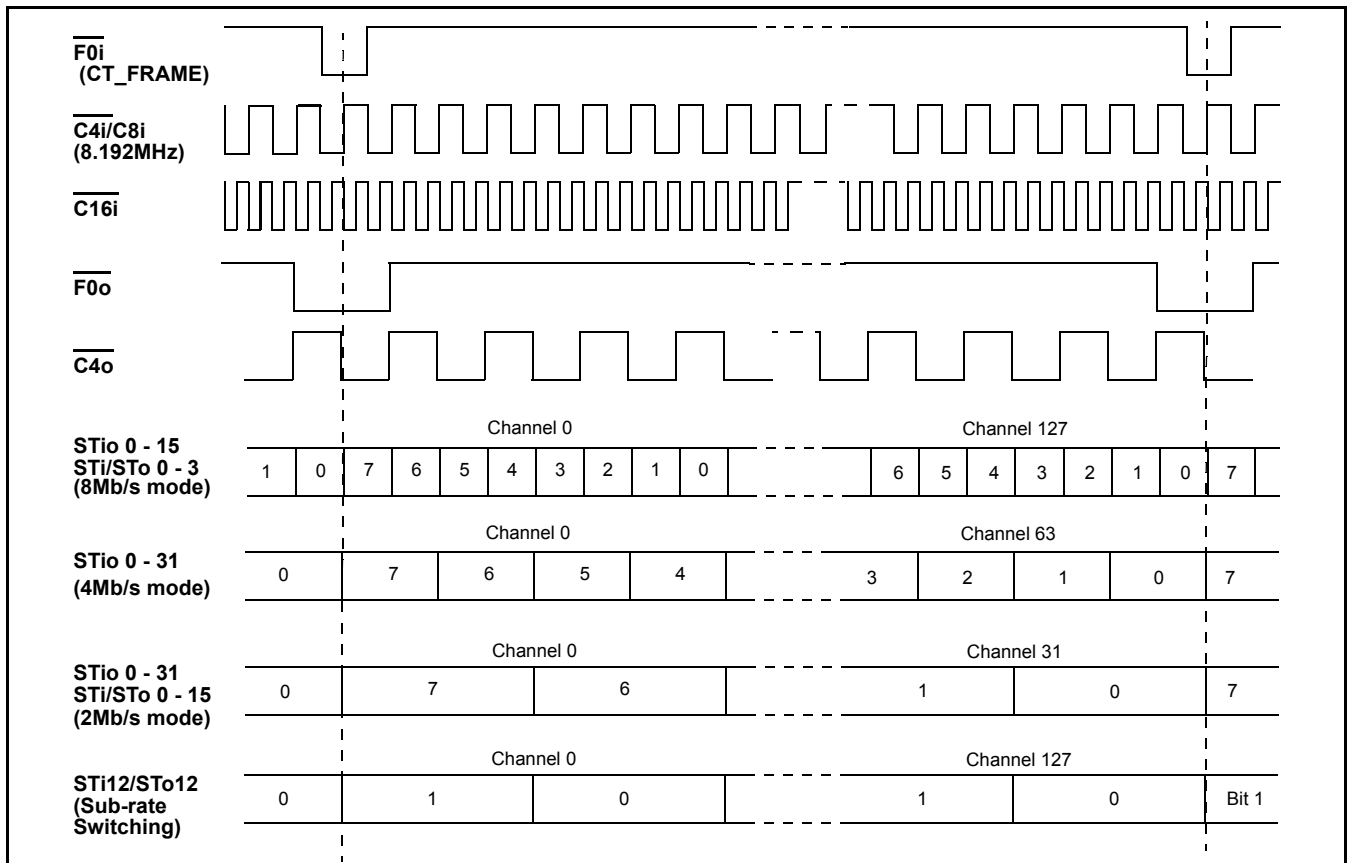 F0i
(CT_FRAME)
C4i/C8i
(8.192MHz)
C16i
F0o
C4o
Channel 0 Channel 127
STio 0 - 15
STi/STo 0 - 3
(8Mb/s mode)
1 0 7 6 5 4 3 2 1 0 6 5 4 3 2 1 0 7
Channel 0 Channel 63
STio 0 - 31
(4Mb/s mode)
0 7 6 5 4 3 2 1 0 7
Channel 0 Channel 31
STio 0 - 31
STi/STo 0 - 15
(2Mb/s mode)
0 7 6 1 0 7
Channel 0 Channel 127
STi12/STo12
(Sub-rate
Switching)
0 1 0 1 0 Bit 1